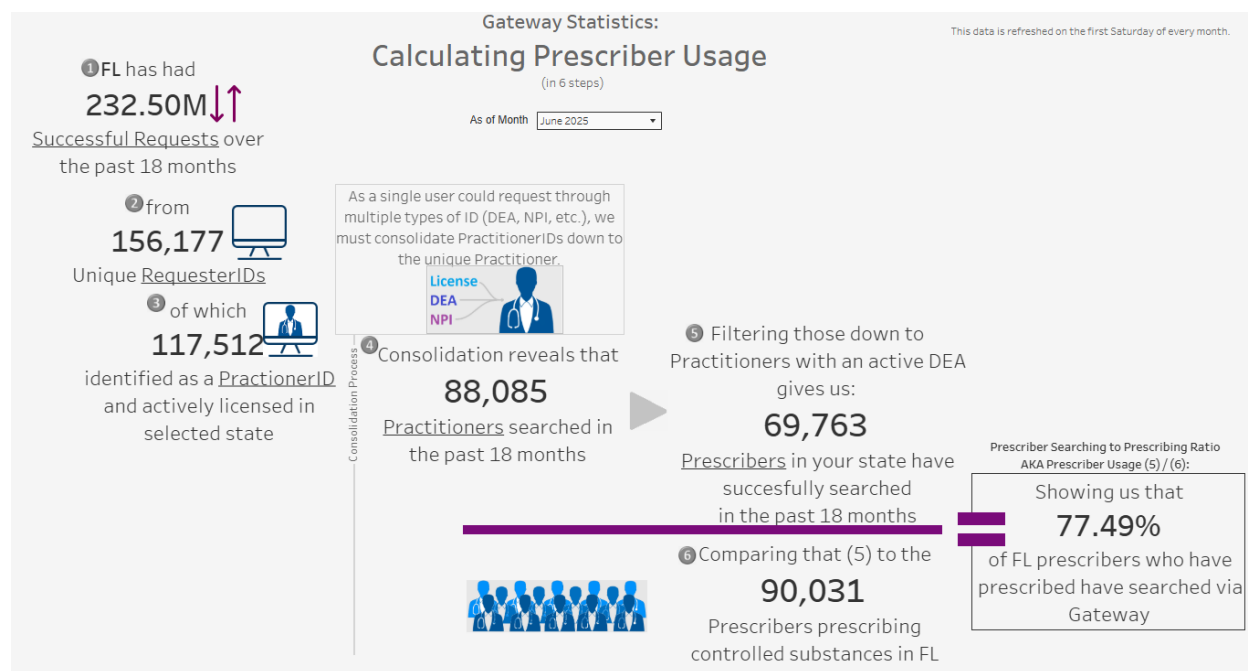 Gateway Statistics:
Calculating Prescriber Usage
(in 6 steps)
This data is refreshed on the first Saturday of every month.
As of Month June 2025
1 FL has had
232.50M
Successful Requests over
the past 18 months
2 from
156,177
Unique RequesterIDs
3 of which
117,512
identified as a PractionerID
and actively licensed in
selected state
Consolidation Process
As a single user could request through
multiple types of ID (DEA, NPI, etc.), we
must consolidate PractitionerIDs down to
the unique Practitioner.
License
DEA
NPI
4 Consolidation reveals that
88,085
Practitioners searched in
the past 18 months
5 Filtering those down to
Practitioners with an active DEA
gives us:
69,763
Prescribers in your state have
succesfully searched
in the past 18 months
6 Comparing that (5) to the
90,031
Prescribers prescribing
controlled substances in FL
Prescriber Searching to Prescribing Ratio
AKA Prescriber Usage (5) / (6):
Showing us that
77.49%
of FL prescribers who have
prescribed have searched via
Gateway